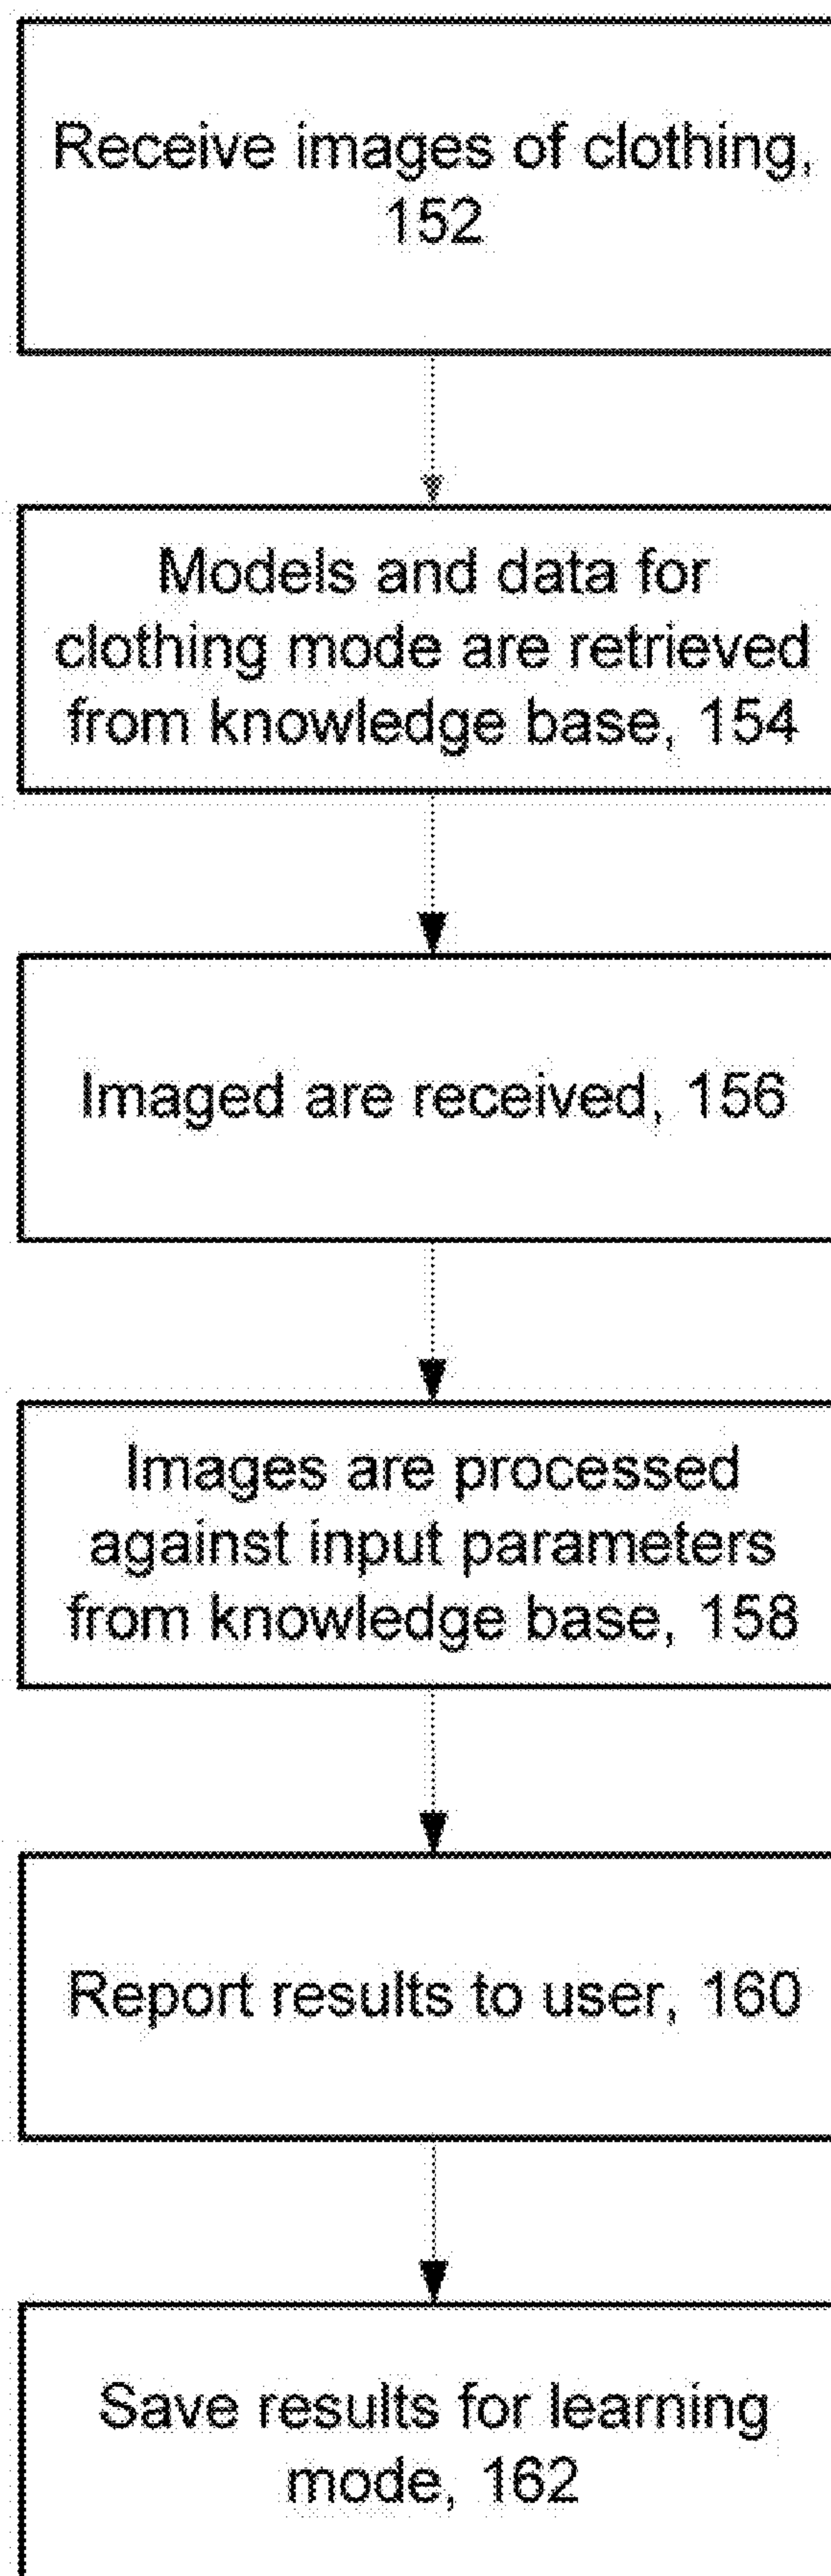 Receive images of clothing,
152
Models and data for
clothing mode are retrieved
from knowledge base, 154
Imaged are received, 156
Images are processed
against input parameters
from knowledge base, 158
Report results to user, 160
Save results for learning
mode, 162